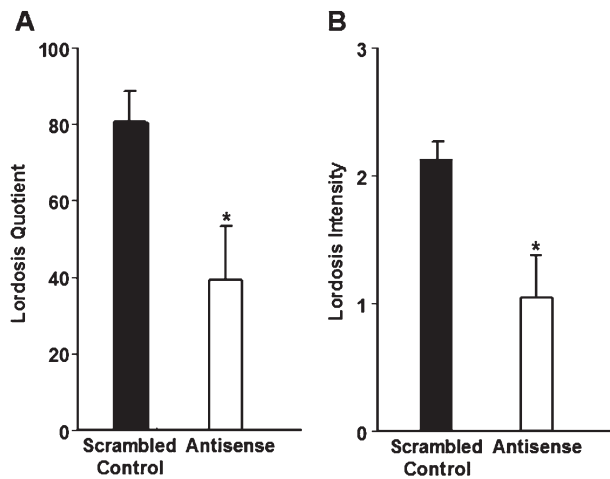 A
100
80
60
40
20
0
Lordosis Quotient
*
Scrambled Antisense
Control
B
3
2
1
0
Lordosis Intensity
*
Scrambled Antisense
Control